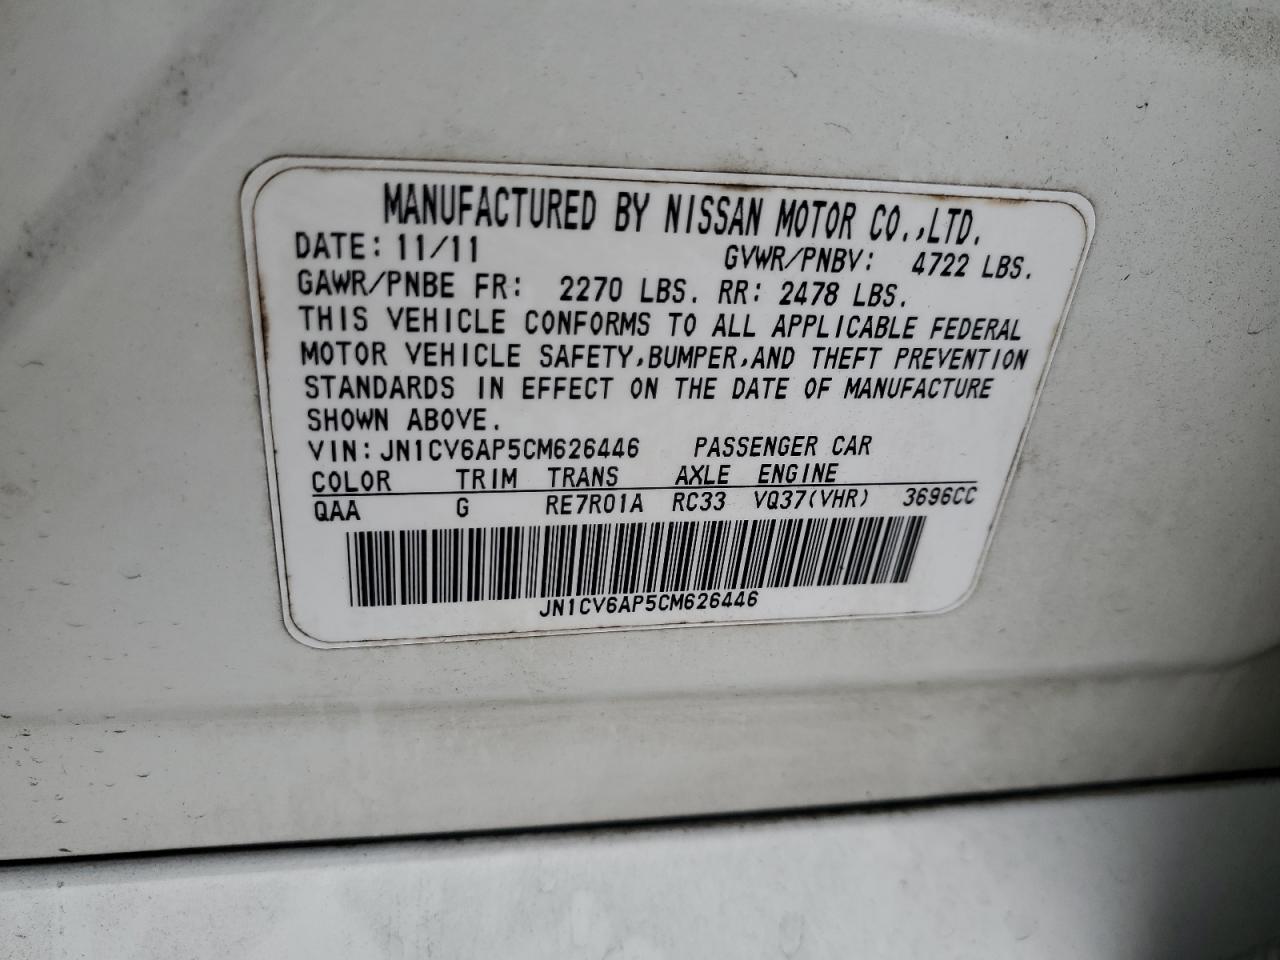 MANUFACTURED BY NISSAN MOTOR CO.,LTD.
DATE: 11/11 GVWR/PNBV: 4722 LBS.
GAWR/PNBE FR: 2270 LBS. RR: 2478 LBS.
THIS VEHICLE CONFORMS TO ALL APPLICABLE FEDERAL
MOTOR VEHICLE SAFETY,BUMPER,AND THEFT PREVENTION
STANDARDS IN EFFECT ON THE DATE OF MANUFACTURE
SHOWN ABOVE.
VIN:JN1CV6AP5CM626446 PASSENGER CAR
COLOR TRIM TRANS AXLE ENGINE
QAA G RE7R01A RC33 VQ37(VHR) 3696CC
JN1CV6AP5CM626446